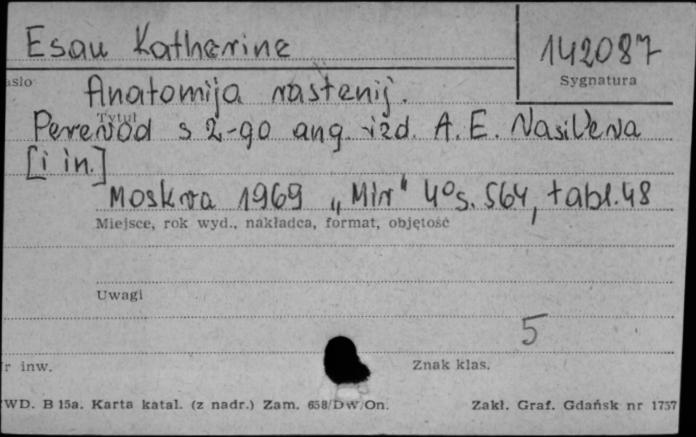 Esau Katherine
142087
asło
Sygnatura
Anatomija rastenij.
Tytuł
Perevod s 2-go ang. izd. A. E. Vasil'eva
[i in.]
Moskva 1969 „Mir" 4° s. 564, tabl. 48
Miejsce, rok wyd., nakładca, format, objętość
Uwagi
5
r inw.
Znak klas.
WD. B 15a. Karta katal. (z nadr.) Zam. 658/DW/On.
Zakł. Graf. Gdańsk nr 1757